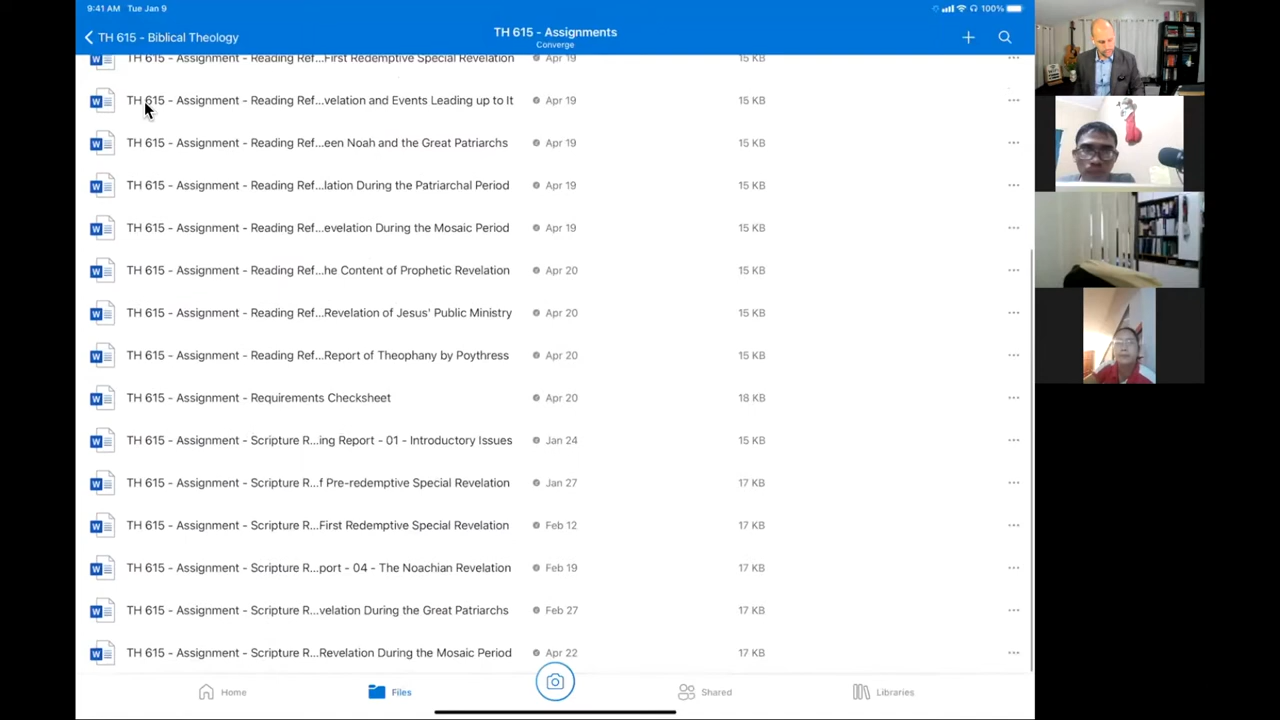 9:41 AM Tue Jan 9
100%
TH 615 - Biblical Theology
TH 615 - Assignments
Converge
TH 615 - Assignment - Reading Ref...First Redemptive Special Revelation Apr 19 15 KB
TH 615 - Assignment - Reading Ref...velation and Events Leading up to It Apr 19 15 KB
TH 615 - Assignment - Reading Ref...een Noah and the Great Patriarchs Apr 19 15 KB
TH 615 - Assignment - Reading Ref...lation During the Patriarchal Period Apr 19 15 KB
TH 615 - Assignment - Reading Ref...evelation During the Mosaic Period Apr 19 15 KB
TH 615 - Assignment - Reading Ref...he Content of Prophetic Revelation Apr 20 15 KB
TH 615 - Assignment - Reading Ref...Revelation of Jesus' Public Ministry Apr 20 15 KB
TH 615 - Assignment - Reading Ref...Report of Theophany by Poythress Apr 20 15 KB
TH 615 - Assignment - Requirements Checksheet Apr 20 18 KB
TH 615 - Assignment - Scripture R...ing Report - 01 - Introductory Issues Jan 24 15 KB
TH 615 - Assignment - Scripture R...f Pre-redemptive Special Revelation Jan 27 17 KB
TH 615 - Assignment - Scripture R...First Redemptive Special Revelation Feb 12 17 KB
TH 615 - Assignment - Scripture R...port - 04 - The Noachian Revelation Feb 19 17 KB
TH 615 - Assignment - Scripture R...velation During the Great Patriarchs Feb 27 17 KB
TH 615 - Assignment - Scripture R...Revelation During the Mosaic Period Apr 22 17 KB
Home Files Shared Libraries